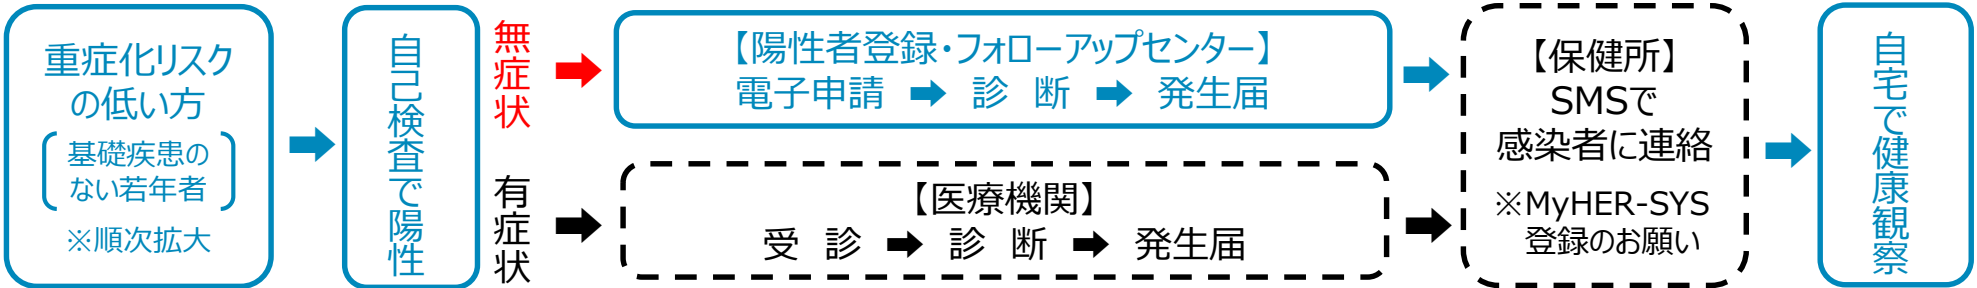 重症化リスク
の低い方
基礎疾患の
ない若年者
※順次拡大
自己検査で陽性
無症状
有症状
【陽性者登録・フォローアップセンター】
電子申請 ➡ 診 断 ➡ 発生届
【医療機関】
受 診 ➡ 診 断 ➡ 発生届
【保健所】
SMSで
感染者に連絡
※MyHER-SYS
登録のお願い
自宅で健康観察